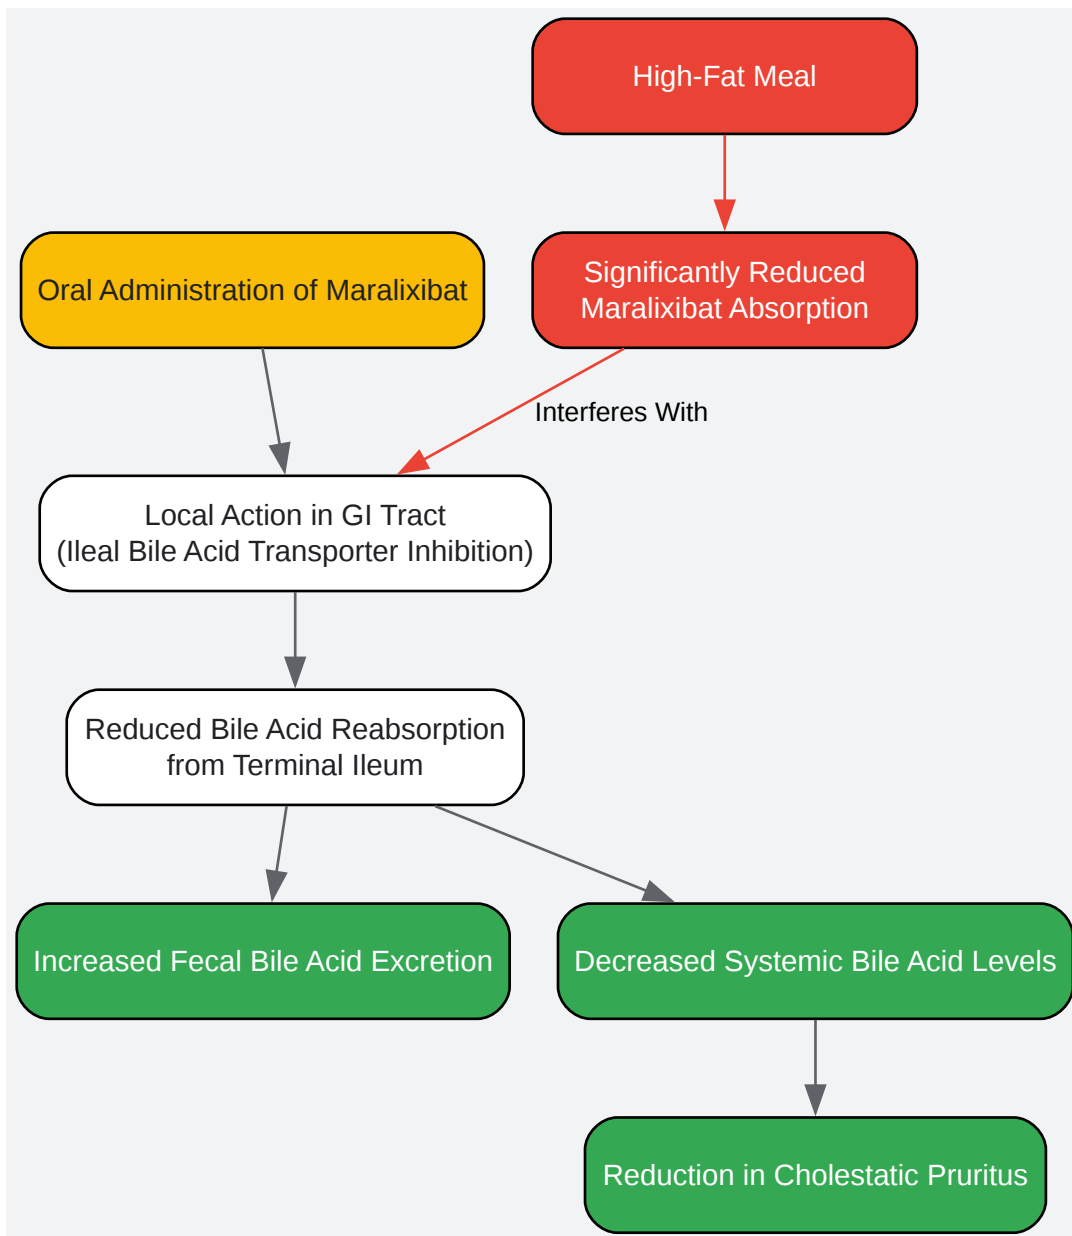 High-Fat Meal
Oral Administration of Maralixibat
Significantly Reduced
Maralixibat Absorption
Interferes With
Local Action in GI Tract
(Ileal Bile Acid Transporter Inhibition)
Reduced Bile Acid Reabsorption
from Terminal Ileum
Increased Fecal Bile Acid Excretion
Decreased Systemic Bile Acid Levels
Reduction in Cholestatic Pruritus